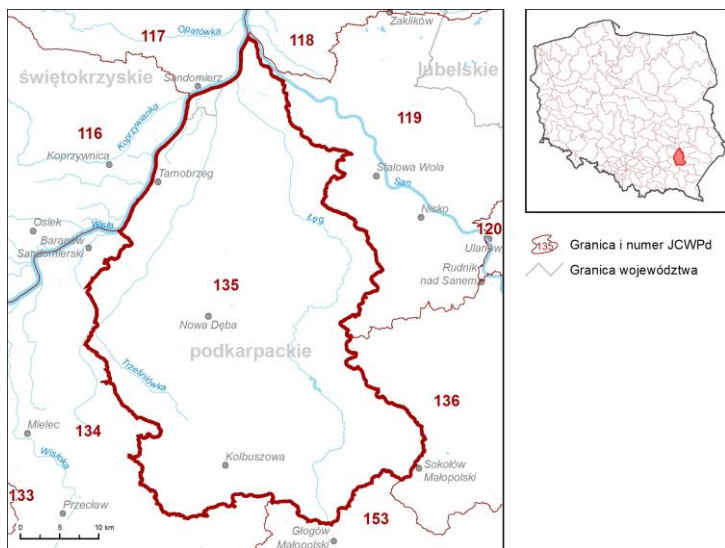 117
Opatówka
118
Zaklików
świętokrzyskie
Sandomierz
lubelskie
Koprzywianka
116
119
Koprzywnica
Tarnobrzeg
Stalowa Wola
San
Łęg
Nisko
Osiek
Wisła
120
Baranów
Sandomierski
Ulanów
Rudnik
nad Sanem
135
Nowa Dęba
podkarpackie
Trześniówka
136
134
Mielec
Wisłoka
Kolbuszowa
Sokołów
Małopolski
133
Przecław
153
Głogów
Małopolski
0 5 10 km
135 Granica i numer JCWPd
Granica województwa